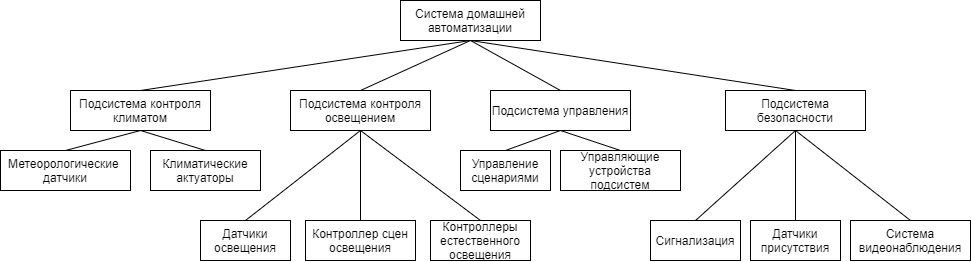 Система домашней
автоматизации
Подсистема контроля
климатом
Подсистема контроля
освещением
Подсистема управления
Подсистема
безопасности
Метеорологические
датчики
Климатические
актуаторы
Управление
сценариями
Управляющие
устройства
подсистем
Датчики
освещения
Контроллер сцен
освещения
Контроллеры
естественного
освещения
Сигнализация
Датчики
присутствия
Система
видеонаблюдения